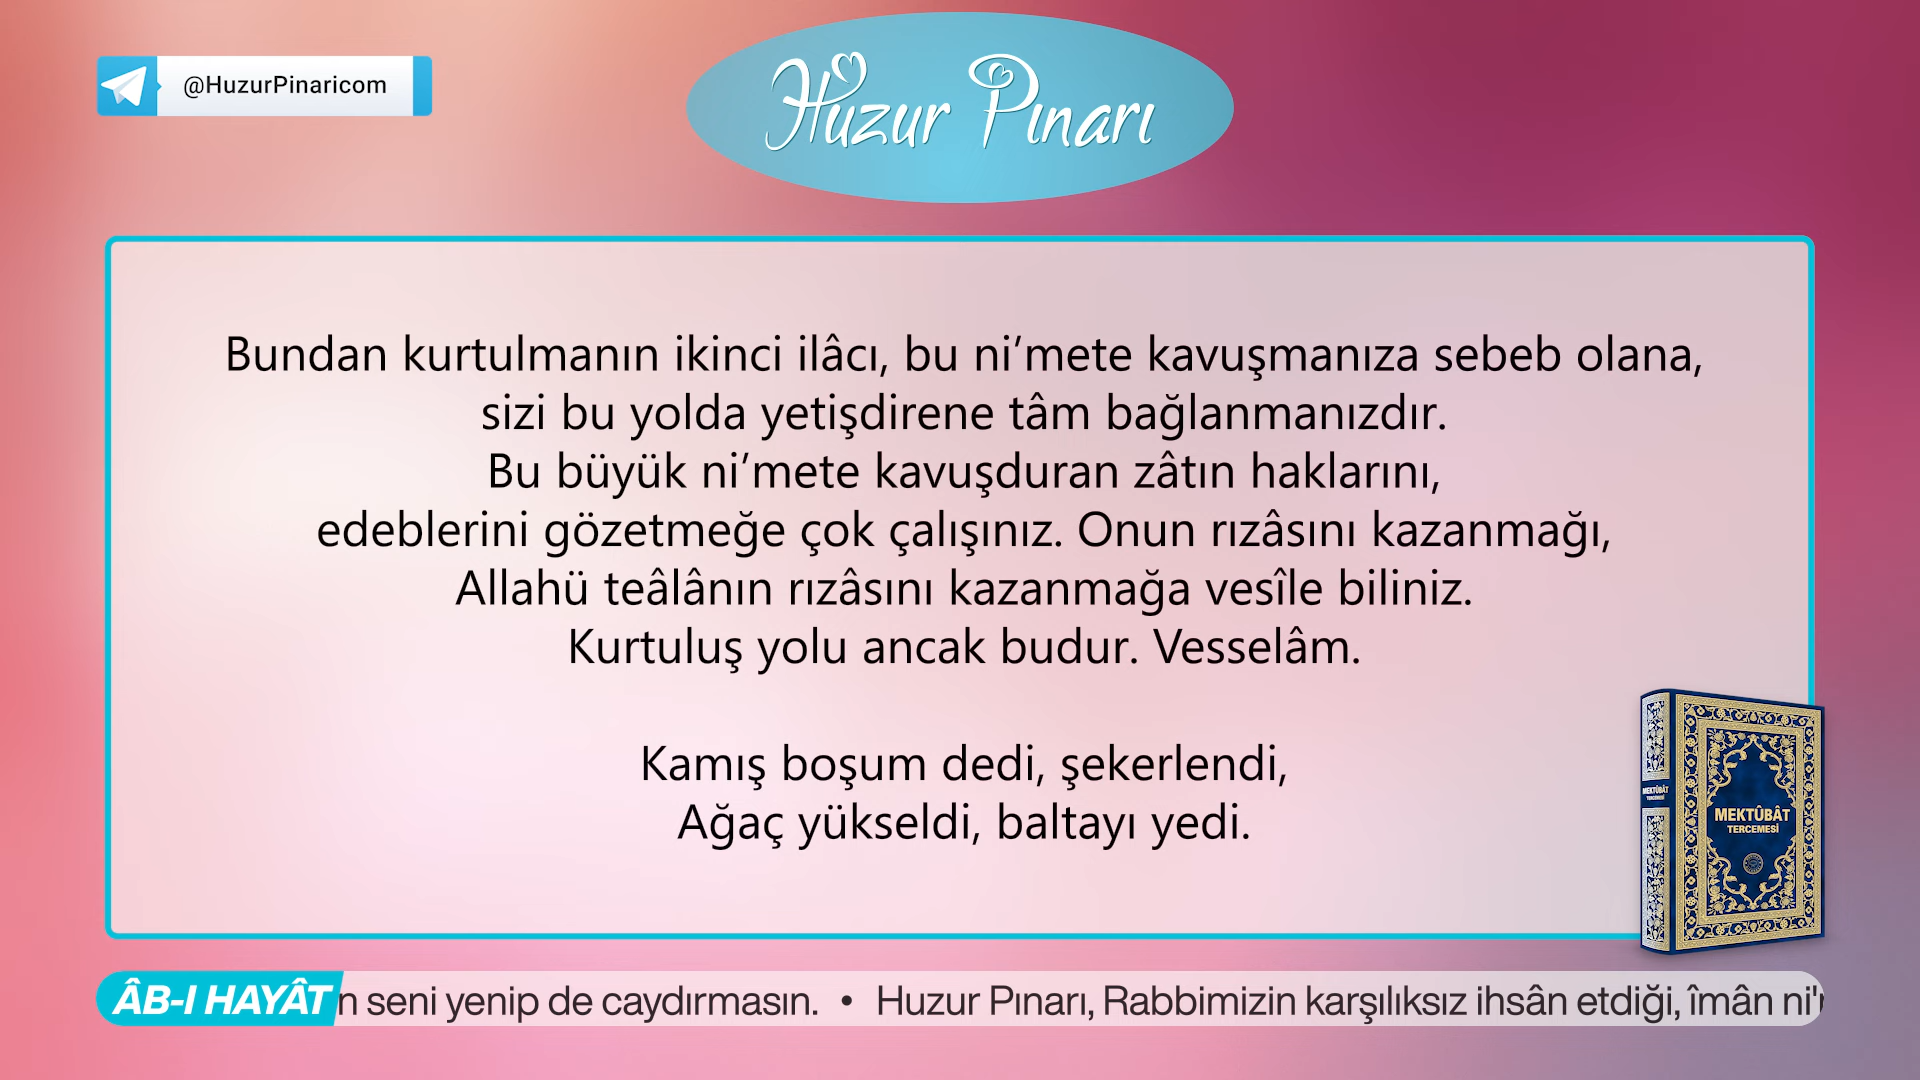 @HuzurPinaricom
Huzur Pınarı
Bundan kurtulmanın ikinci ilâcı, bu ni’mete kavuşmanıza sebeb olana,
sizi bu yolda yetişdirene tâm bağlanmanızdır.
Bu büyük ni’mete kavuşduran zâtın haklarını,
edeblerini gözetmeğe çok çalışınız. Onun rızâsını kazanmağı,
Allahü teâlânın rızâsını kazanmağa vesîle biliniz.
Kurtuluş yolu ancak budur. Vesselâm.
Kamış boşum dedi, şekerlendi,
Ağaç yükseldi, baltayı yedi.
MEKTÛBÂT
TERCEMESİ
MEKTÛBÂT
TERCEMESİ
ÂB-I HAYÂT
n seni yenip de caydırmasın. • Huzur Pınarı, Rabbimizin karşılıksız ihsân etdiği, îmân ni'